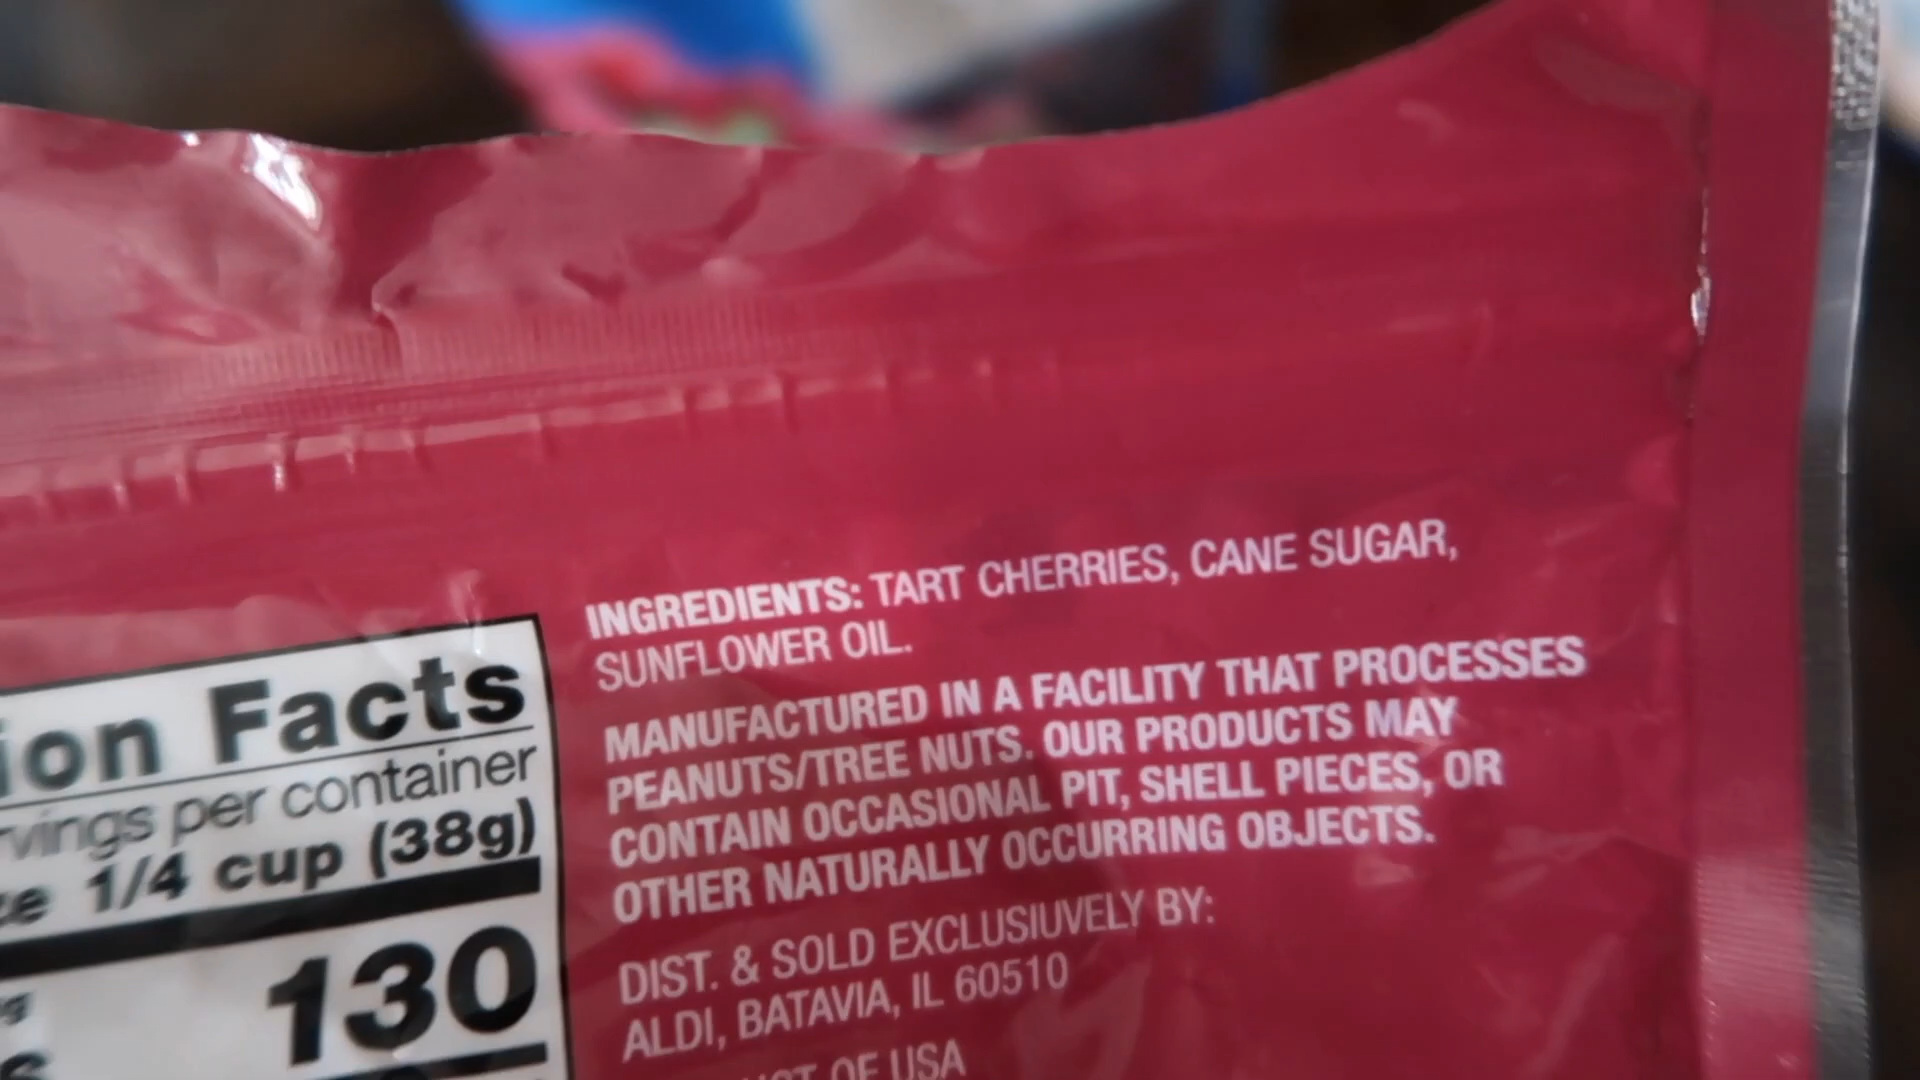 INGREDIENTS: TART CHERRIES, CANE SUGAR,
SUNFLOWER OIL.
MANUFACTURED IN A FACILITY THAT PROCESSES
PEANUTS/TREE NUTS. OUR PRODUCTS MAY
CONTAIN OCCASIONAL PIT, SHELL PIECES, OR
OTHER NATURALLY OCCURRING OBJECTS.
DIST. & SOLD EXCLUSIUVELY BY:
ALDI, BATAVIA, IL 60510
OF USA
Facts
per container
1/4 cup (38g)
130